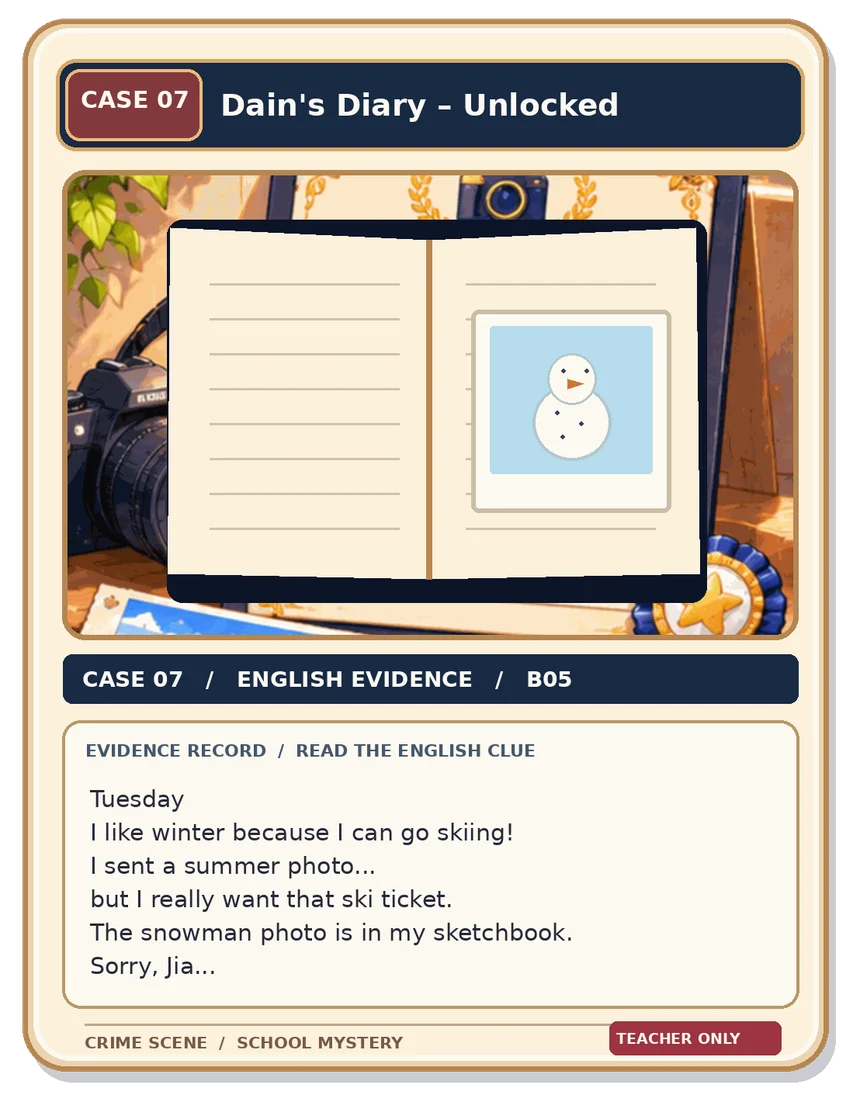 CASE 07
Dain's Diary – Unlocked
CASE 07 / ENGLISH EVIDENCE / B05
EVIDENCE RECORD / READ THE ENGLISH CLUE
Tuesday
I like winter because I can go skiing!
I sent a summer photo...
but I really want that ski ticket.
The snowman photo is in my sketchbook.
Sorry, Jia...
CRIME SCENE / SCHOOL MYSTERY
TEACHER ONLY